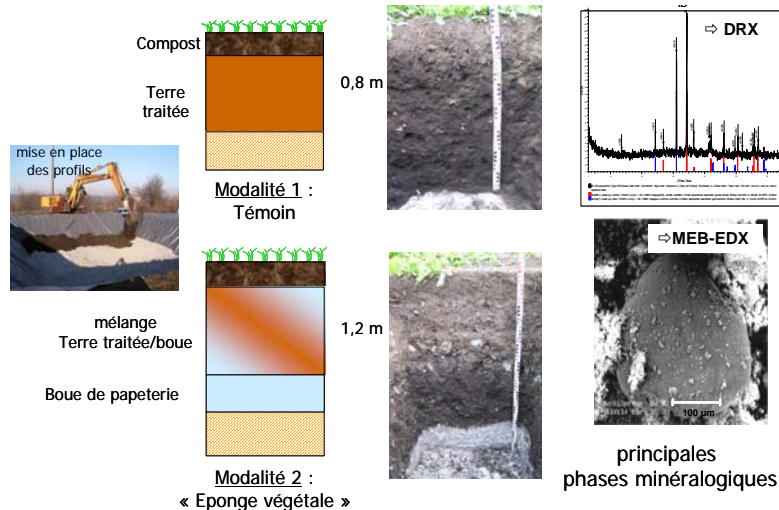 Compost
Terre
traitée
0,8 m
⇨ DRX
mise en place
des profils
Modalité 1 :
Témoin
mélange
Terre traitée/boue
1,2 m
Boue de papeterie
Modalité 2 :
« Eponge végétale »
⇨MEB-EDX
100 µm
principales
phases minéralogiques